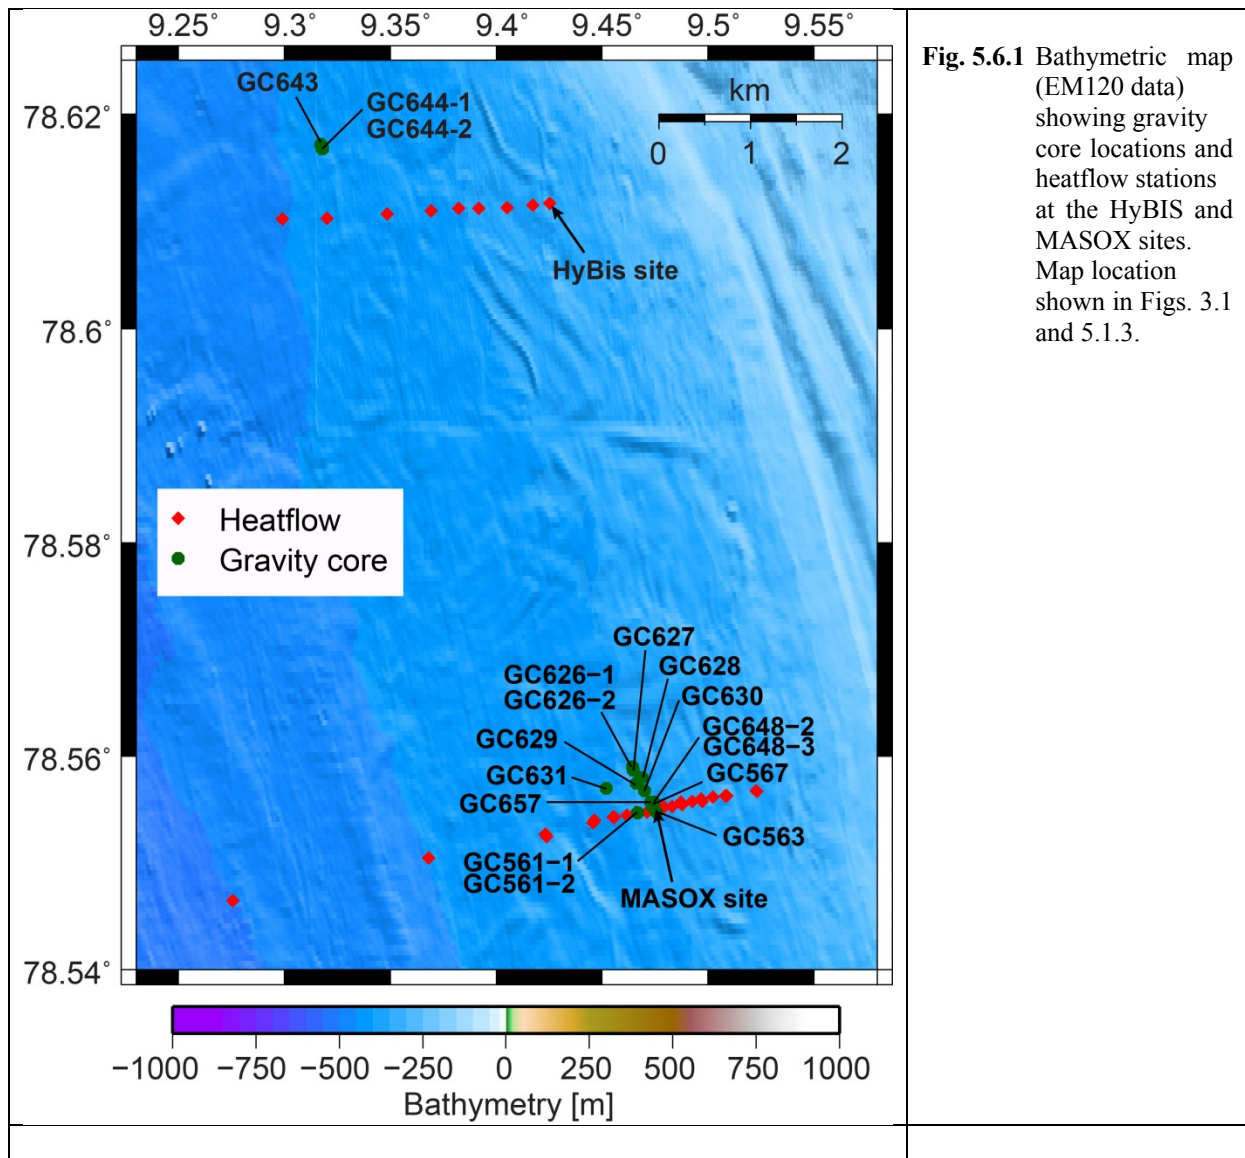 9.25° 9.3° 9.35° 9.4° 9.45° 9.5° 9.55°
78.62°
78.6°
78.58°
78.56°
78.54°
GC643
GC644-1
GC644-2
km
0 1 2
HyBis site
Heatflow
Gravity core
GC627
GC626−1
GC626−2
GC628
GC630
GC629
GC648−2
GC648−3
GC631
GC567
GC657
GC563
GC561−1
GC561−2
MASOX site
−1000 −750 −500 −250 0 250 500 750 1000
Bathymetry [m]
Fig. 5.6.1 Bathymetric map
(EM120 data)
showing gravity
core locations and
heatflow stations
at the HyBIS and
MASOX sites.
Map location
shown in Figs. 3.1
and 5.1.3.